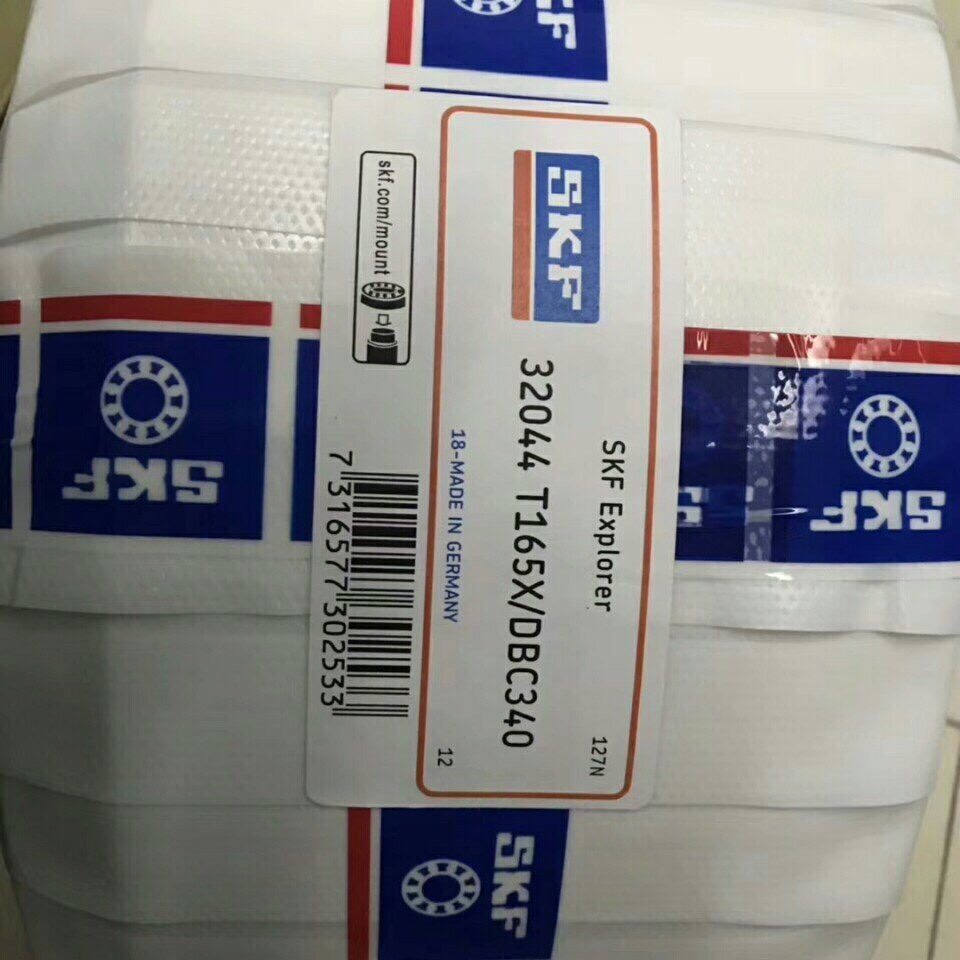 SKF
SKF
SKF Explorer
127N
32044 T165X/DBC340
18-MADE IN GERMANY
12
skf.com/mount
7 316577 302533
SKF
SKF
SKF